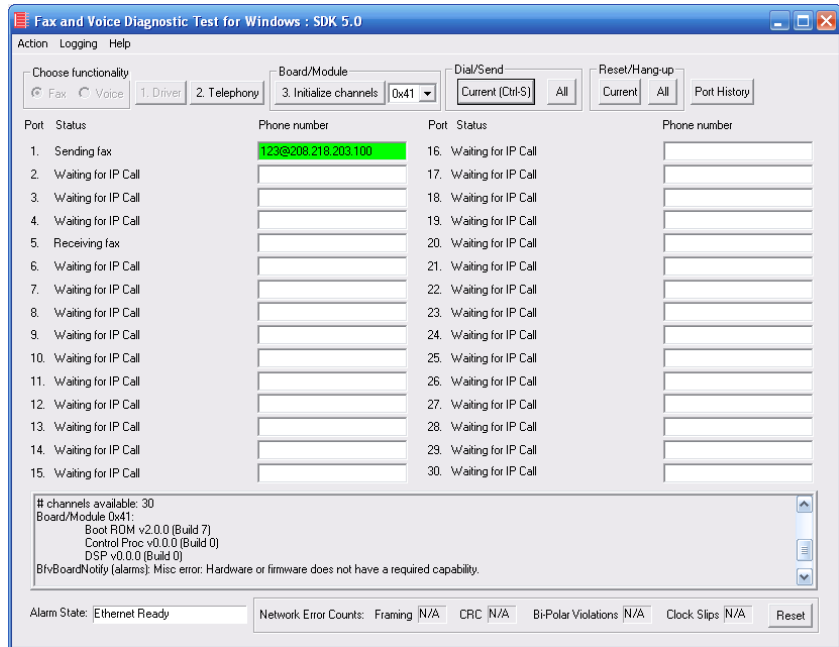 Fax and Voice Diagnostic Test for Windows : SDK 5.0
Action Logging Help
Choose functionality Board/Module Dial/Send Reset/Hang-up
Fax Voice 1. Driver 2. Telephony 3. Initialize channels 0x41 Current (Ctrl-S) All Current All Port History
Port Status Phone number Port Status Phone number
1. Sending fax 123@208.218.203.100 16. Waiting for IP Call
2. Waiting for IP Call 17. Waiting for IP Call
3. Waiting for IP Call 18. Waiting for IP Call
4. Waiting for IP Call 19. Waiting for IP Call
5. Receiving fax 20. Waiting for IP Call
6. Waiting for IP Call 21. Waiting for IP Call
7. Waiting for IP Call 22. Waiting for IP Call
8. Waiting for IP Call 23. Waiting for IP Call
9. Waiting for IP Call 24. Waiting for IP Call
10. Waiting for IP Call 25. Waiting for IP Call
11. Waiting for IP Call 26. Waiting for IP Call
12. Waiting for IP Call 27. Waiting for IP Call
13. Waiting for IP Call 28. Waiting for IP Call
14. Waiting for IP Call 29. Waiting for IP Call
15. Waiting for IP Call 30. Waiting for IP Call
# channels available: 30
Board/Module 0x41:
Boot ROM v2.0.0 (Build 7)
Control Proc v0.0.0 (Build 0)
DSP v0.0.0 (Build 0)
BfvBoardNotify (alarms): Misc error: Hardware or firmware does not have a required capability.
Alarm State: Ethernet Ready Network Error Counts: Framing N/A CRC N/A Bi-Polar Violations N/A Clock Slips N/A Reset